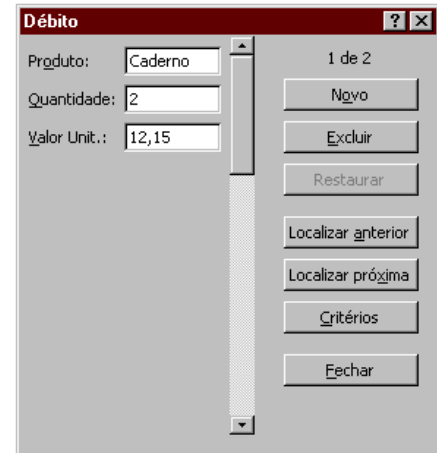 Débito
Produto: Caderno
Quantidade: 2
Valor Unit.: 12,15
1 de 2
Novo
Excluir
Restaurar
Localizar anterior
Localizar próxima
Critérios
Fechar